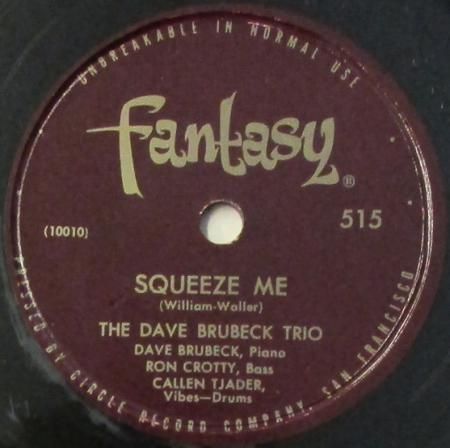 UNBREAKABLE IN NORMAL USE
fantasy®
(10010)
515
SQUEEZE ME
(William-Waller)
THE DAVE BRUBECK TRIO
DAVE BRUBECK, Piano
RON CROTTY, Bass
CALLEN TJADER,
Vibes—Drums
PRESSED BY CIRCLE RECORD COMPANY, SAN FRANCISCO